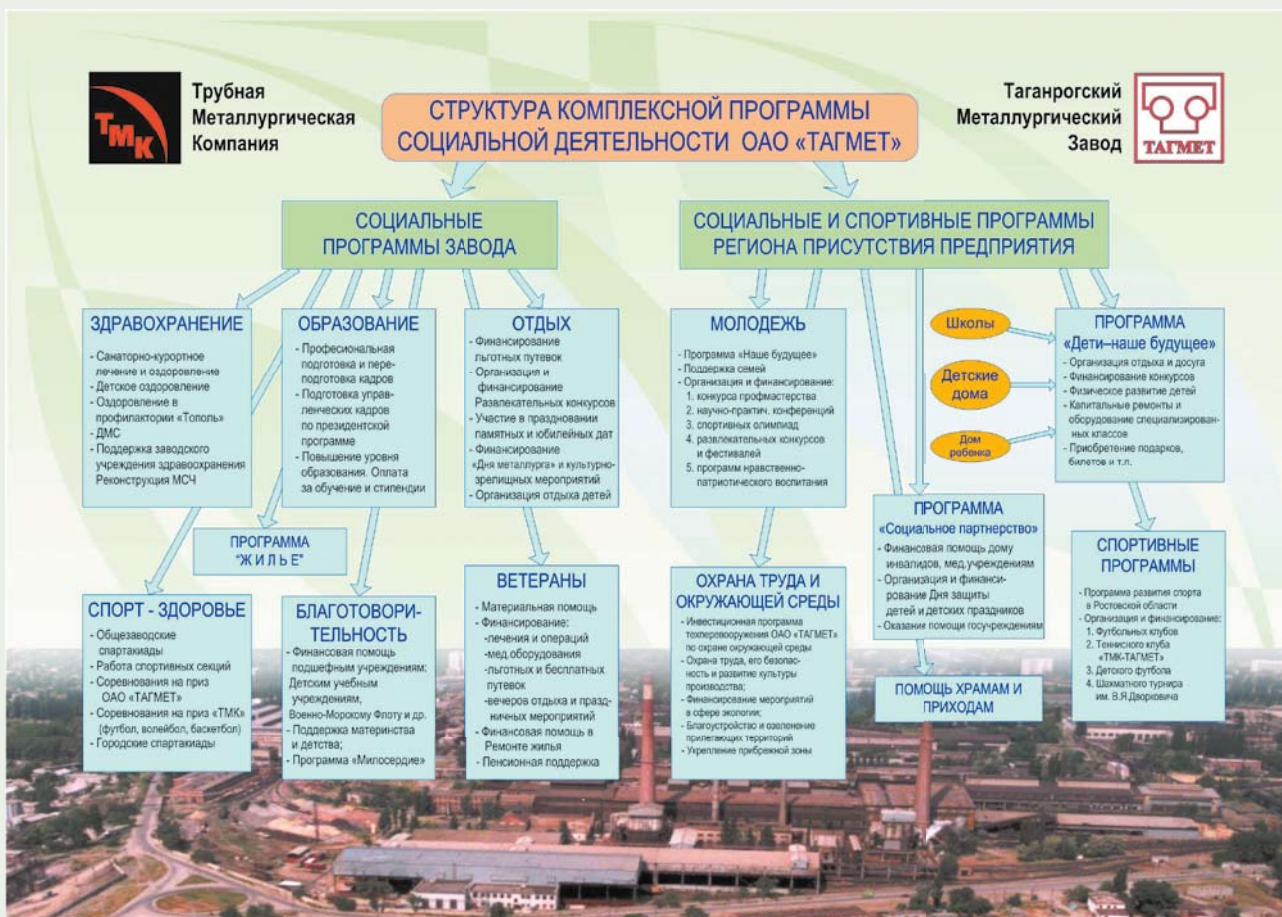 ТМК
Трубная
Металлургическая
Компания
СТРУКТУРА КОМПЛЕКСНОЙ ПРОГРАММЫ
СОЦИАЛЬНОЙ ДЕЯТЕЛЬНОСТИ ОАО «ТАГМЕТ»
Таганрогский
Металлургический
Завод
ТАГМЕТ
СОЦИАЛЬНЫЕ
ПРОГРАММЫ ЗАВОДА
СОЦИАЛЬНЫЕ И СПОРТИВНЫЕ ПРОГРАММЫ
РЕГИОНА ПРИСУТСТВИЯ ПРЕДПРИЯТИЯ
ЗДРАВОХРАНЕНИЕ
- Санаторно-курортное
лечение и оздоровление
- Детское оздоровление
- Оздоровление в
профилактории «Тополь»
- ДМС
- Поддержка заводского
учреждения здравоохранения
Реконструкция МСЧ
ОБРАЗОВАНИЕ
- Професиональная
подготовка и пере-
подготовка кадров
- Подготовка управ-
ленческих кадров
по президентской
программе
- Повышение уровня
образования. Оплата
за обучение и стипендии
ОТДЫХ
- Финансирование
льготных путевок
- Организация и
финансирование
Развлекательных конкурсов
- Участие в праздновании
памятных и юбилейных дат
- Финансирование
«Дня металлурга» и культурно-
зрелищных мероприятий
- Организация отдыха детей
МОЛОДЕЖЬ
- Программа «Наше будущее»
- Поддержка семей
- Организация и финансирование:
1. конкурса профмастерства
2. научно-практич. конференций
3. спортивных олимпиад
4. развлекательных конкурсов
и фестивалей
5. программ нравственно-
патриотического воспитания
Школы
Детские
дома
Дом
ребенка
ПРОГРАММА
«Дети–наше будущее»
- Организация отдыха и досуга
- Финансирование конкурсов
- Физическое развитие детей
- Капитальные ремонты и
оборудование специализирован-
ных классов
- Приобретение подарков,
билетов и т.п.
ПРОГРАММА
"ЖИЛЬЕ"
ПРОГРАММА
«Социальное партнерство»
- Финансовая помощь дому
инвалидов, мед.учреждениям
- Организация и финанси-
рование Дня защиты
детей и детских праздников
- Оказание помощи госучреждениям
СПОРТ - ЗДОРОВЬЕ
- Общезаводские
спартакиады
- Работа спортивных секций
- Соревнования на приз
ОАО «ТАГМЕТ»
- Соревнования на приз «ТМК»
(футбол, волейбол, баскетбол)
- Городские спартакиады
БЛАГОТОВОРИ-
ТЕЛЬНОСТЬ
- Финансовая помощь
подшефным учреждениям:
Детским учебным
учреждениям,
Военно-Морскому Флоту и др.
- Поддержка материнства
и детства;
- Программа «Милосердие»
ВЕТЕРАНЫ
- Материальная помощь
- Финансирование:
-лечения и операций
-мед.оборудования
-льготных и бесплатных
путевок
-вечеров отдыха и празд-
ничных мероприятий
- Финансовая помощь в
Ремонте жилья
- Пенсионная поддержка
ОХРАНА ТРУДА И
ОКРУЖАЮЩЕЙ СРЕДЫ
- Инвестиционная программа
техперевооружения ОАО «ТАГМЕТ»
по охране окружающей среды
- Охрана труда, его безопас-
ность и развитие культуры
производства;
- Финансирование мероприятий
в сфере экологии;
- Благоустройство и озеленение
прилегающих территорий
- Укрепление прибрежной зоны
ПОМОЩЬ ХРАМАМ И
ПРИХОДАМ
СПОРТИВНЫЕ
ПРОГРАММЫ
- Программа развития спорта
в Ростовской области
- Организация и финансирование:
1. Футбольных клубов
2. Теннисного клуба
«ТМК-ТАГМЕТ»
3. Детского футбола
4. Шахматного турнира
им. В.Я.Дворковича